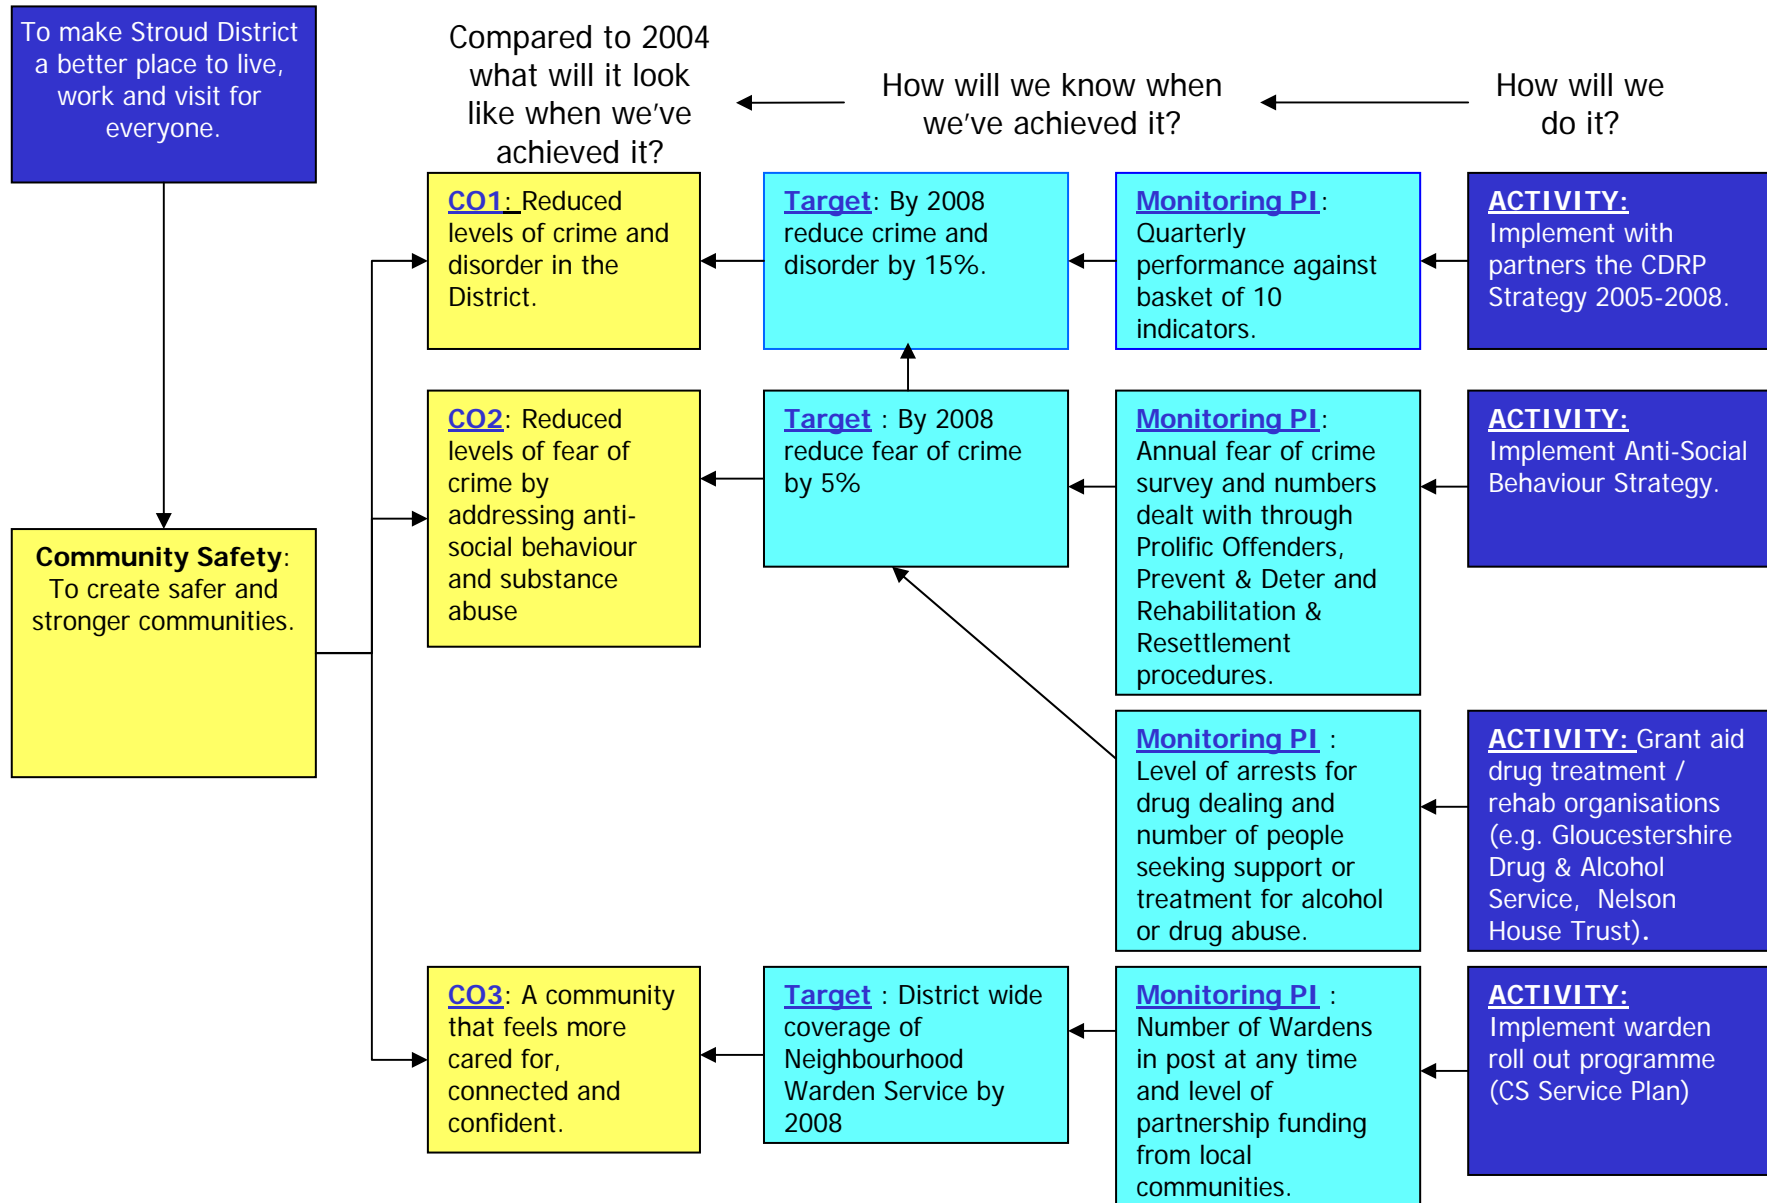 To make Stroud District
a better place to live,
work and visit for
everyone.
Compared to 2004
what will it look
like when we've
achieved it?
How will we know when
we've achieved it?
How will we
do it?
CO1: Reduced
levels of crime and
disorder in the
District.
Target: By 2008
reduce crime and
disorder by 15%.
Monitoring PI:
Quarterly
performance against
basket of 10
indicators.
ACTIVITY:
Implement with
partners the CDRP
Strategy 2005-2008.
CO2: Reduced
levels of fear of
crime by
addressing anti-
social behaviour
and substance
abuse
Target : By 2008
reduce fear of crime
by 5%
Monitoring PI:
Annual fear of crime
survey and numbers
dealt with through
Prolific Offenders,
Prevent & Deter and
Rehabilitation &
Resettlement
procedures.
ACTIVITY:
Implement Anti-Social
Behaviour Strategy.
Community Safety:
To create safer and
stronger communities.
Monitoring PI :
Level of arrests for
drug dealing and
number of people
seeking support or
treatment for alcohol
or drug abuse.
ACTIVITY: Grant aid
drug treatment /
rehab organisations
(e.g. Gloucestershire
Drug & Alcohol
Service, Nelson
House Trust).
CO3: A community
that feels more
cared for,
connected and
confident.
Target : District wide
coverage of
Neighbourhood
Warden Service by
2008
Monitoring PI :
Number of Wardens
in post at any time
and level of
partnership funding
from local
communities.
ACTIVITY:
Implement warden
roll out programme
(CS Service Plan)